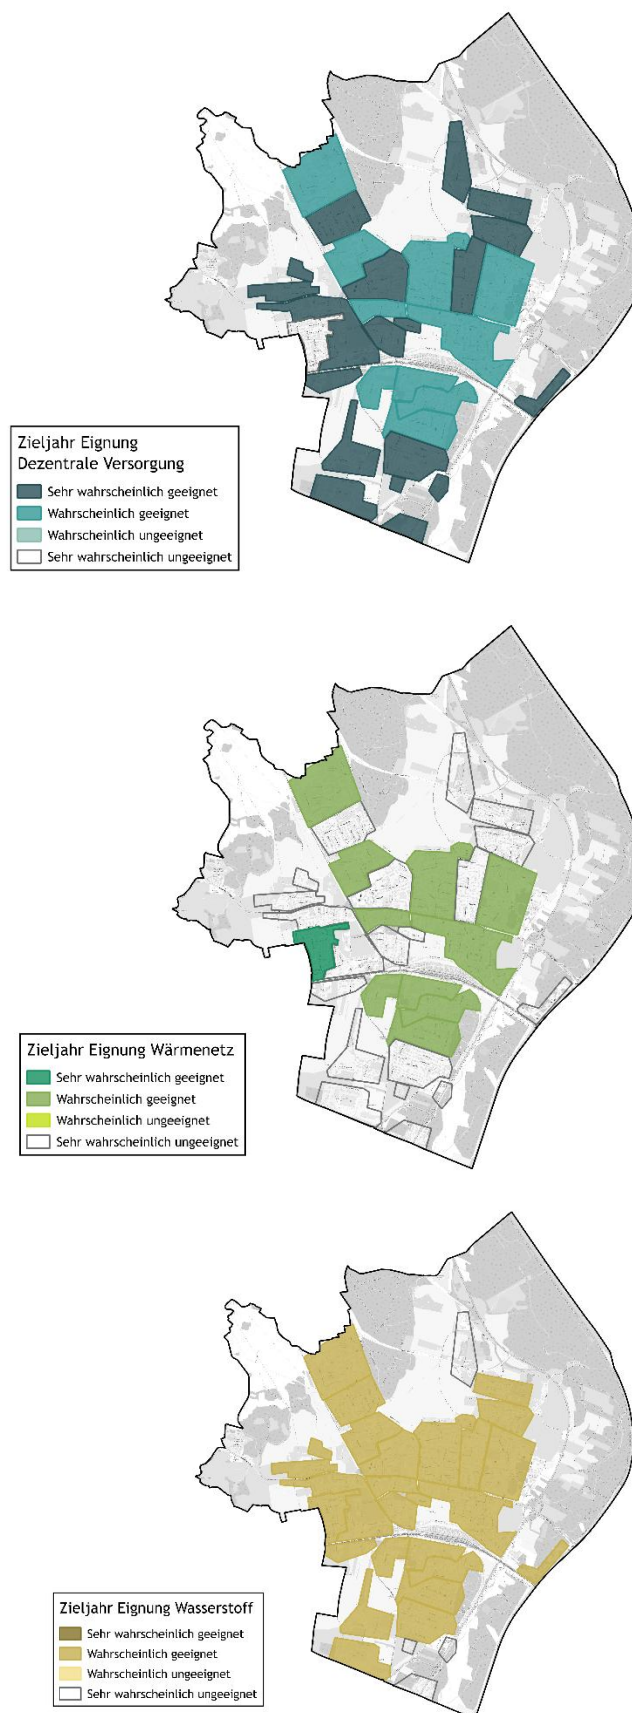 Zieljahr Eignung
Dezentrale Versorgung
Sehr wahrscheinlich geeignet
Wahrscheinlich geeignet
Wahrscheinlich ungeeignet
Sehr wahrscheinlich ungeeignet
Zieljahr Eignung Wärmenetz
Sehr wahrscheinlich geeignet
Wahrscheinlich geeignet
Wahrscheinlich ungeeignet
Sehr wahrscheinlich ungeeignet
Zieljahr Eignung Wasserstoff
Sehr wahrscheinlich geeignet
Wahrscheinlich geeignet
Wahrscheinlich ungeeignet
Sehr wahrscheinlich ungeeignet